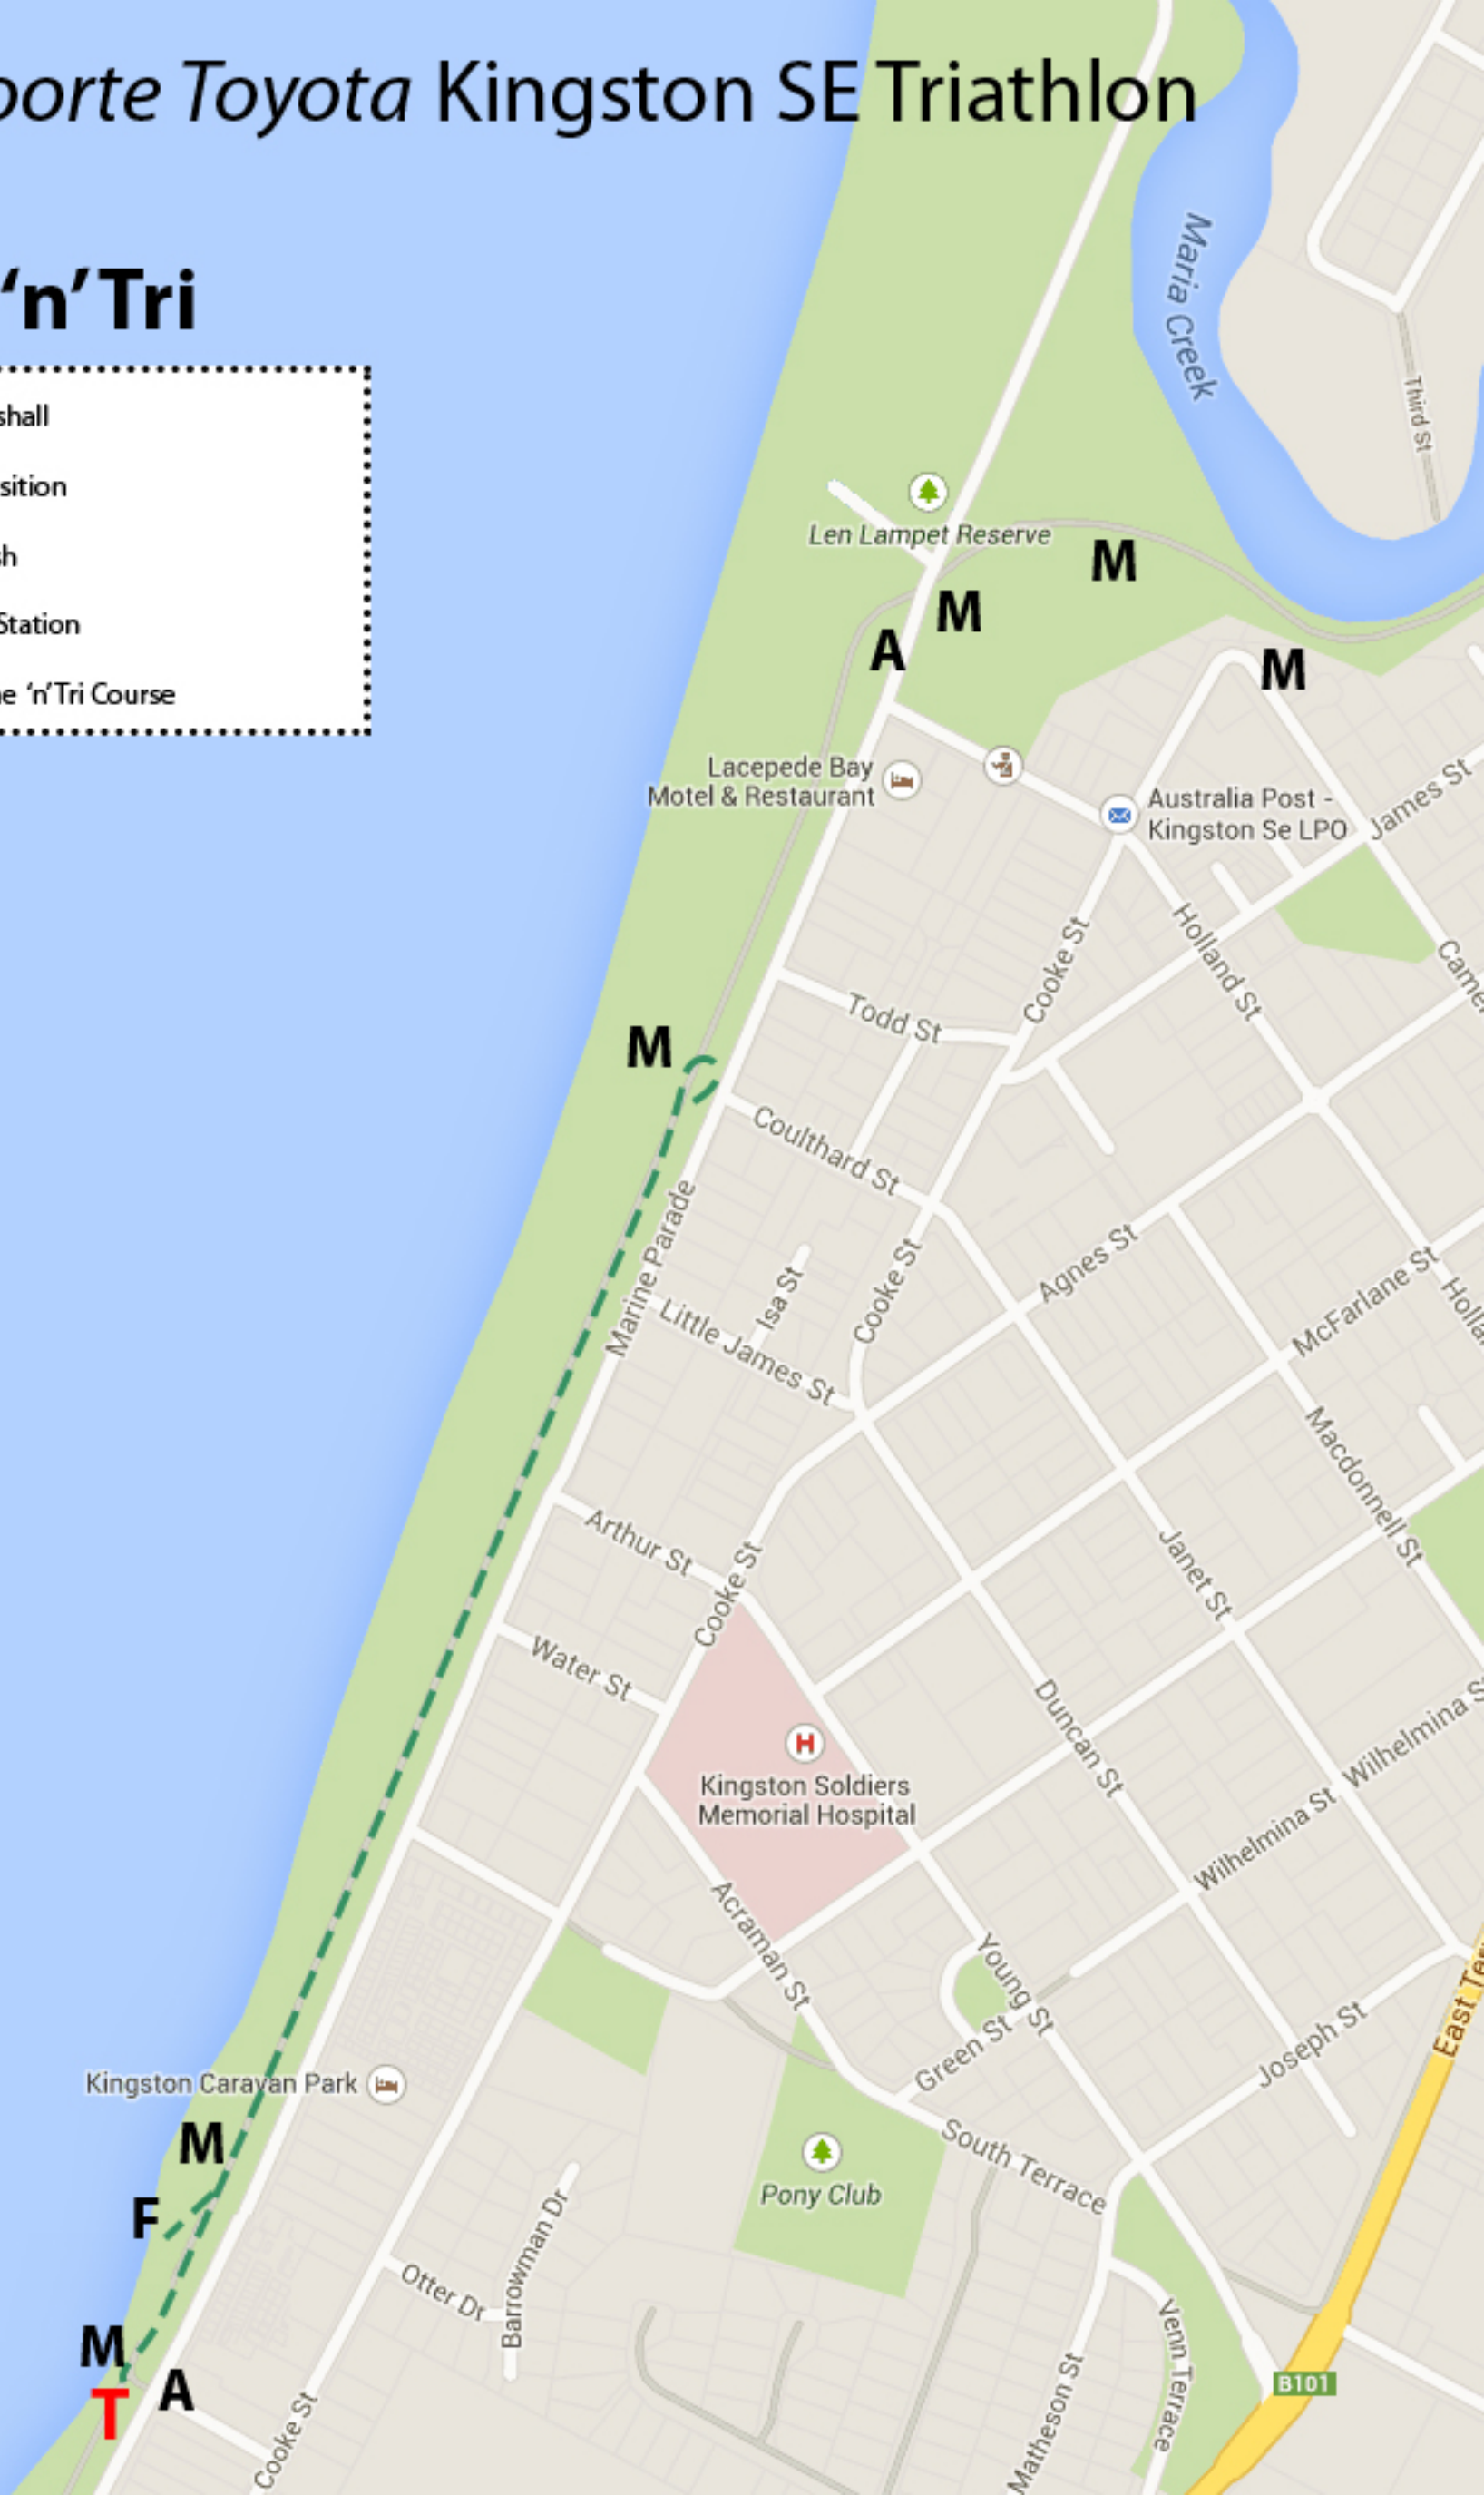 porte Toyota Kingston SE Triathlon
'n' Tri
shall
sition
sh
Station
ne 'n' Tri Course
Maria Creek
Third St
Len Lampet Reserve
M
M
A
M
Lacepede Bay
Motel & Restaurant
Australia Post -
Kingston Se LPO
James St
Holland St
Came
Cooke St
Todd St
M
Coulthard St
Marine Parade
Isa St
Cooke St
Agnes St
McFarlane St
Holla
Little James St
Macdonnell St
Arthur St
Cooke St
Janet St
Water St
Duncan St
H
Kingston Soldiers
Memorial Hospital
Wilhelmina S
Wilhelmina St
Acraman St
Young St
Green St
Joseph St
East Ter
Kingston Caravan Park
M
South Terrace
Pony Club
F
Barrowman Dr
Otter Dr
Venn Terrace
M
A
T
B101
Matheson St
Cooke St